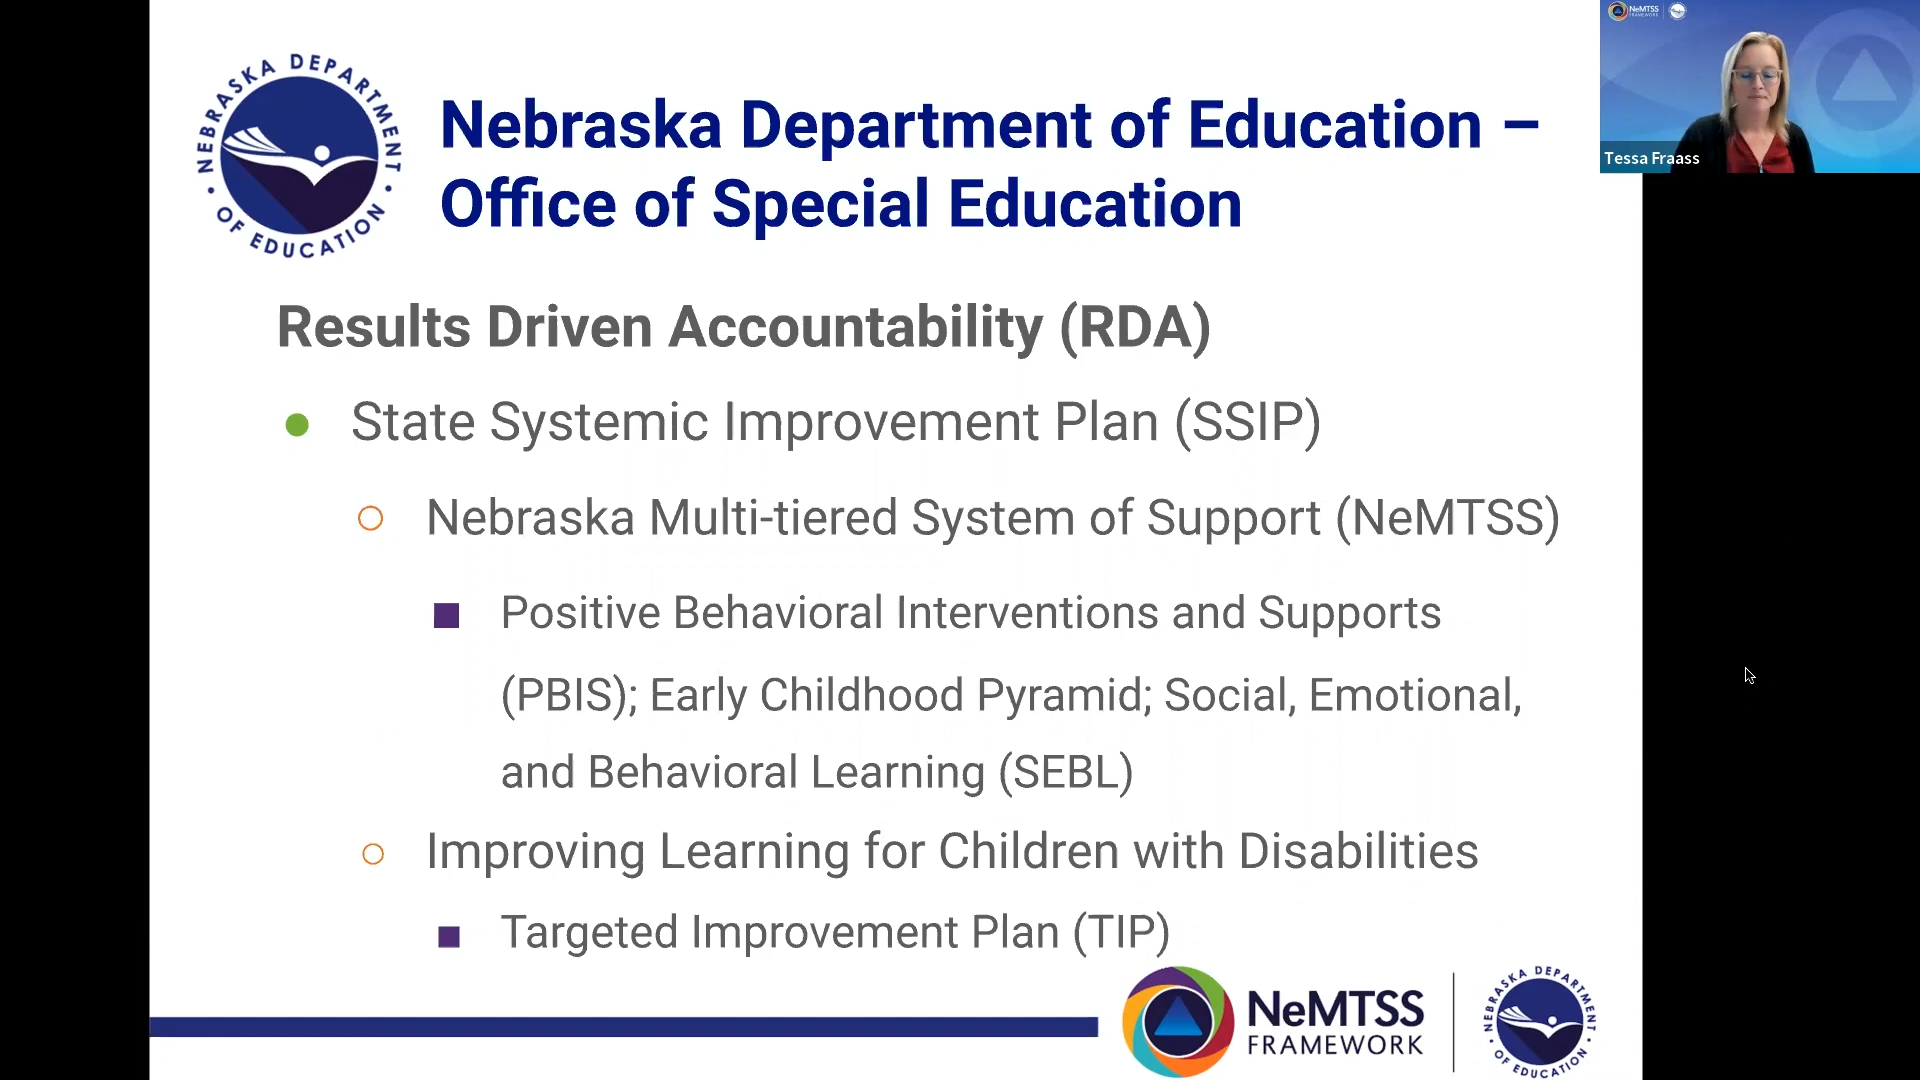 NEBRASKA DEPARTMENT OF EDUCATION
Nebraska Department of Education –
Office of Special Education
NeMTSS
FRAMEWORK
Tessa Fraass
Results Driven Accountability (RDA)
State Systemic Improvement Plan (SSIP)
Nebraska Multi-tiered System of Support (NeMTSS)
Positive Behavioral Interventions and Supports
(PBIS); Early Childhood Pyramid; Social, Emotional,
and Behavioral Learning (SEBL)
Improving Learning for Children with Disabilities
Targeted Improvement Plan (TIP)
NeMTSS
FRAMEWORK
NEBRASKA DEPARTMENT OF EDUCATION